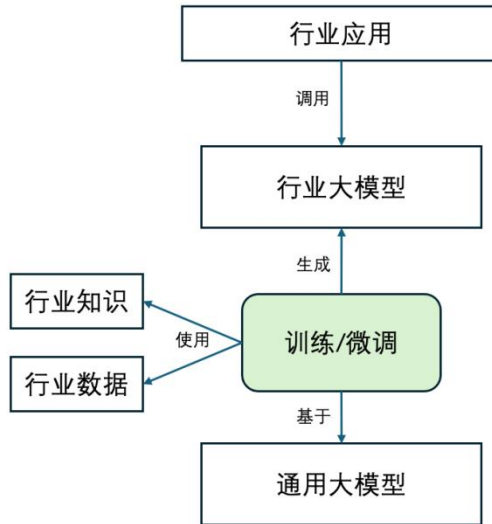 行业应用
调用
行业大模型
生成
行业知识
使用
训练/微调
行业数据
基于
通用大模型